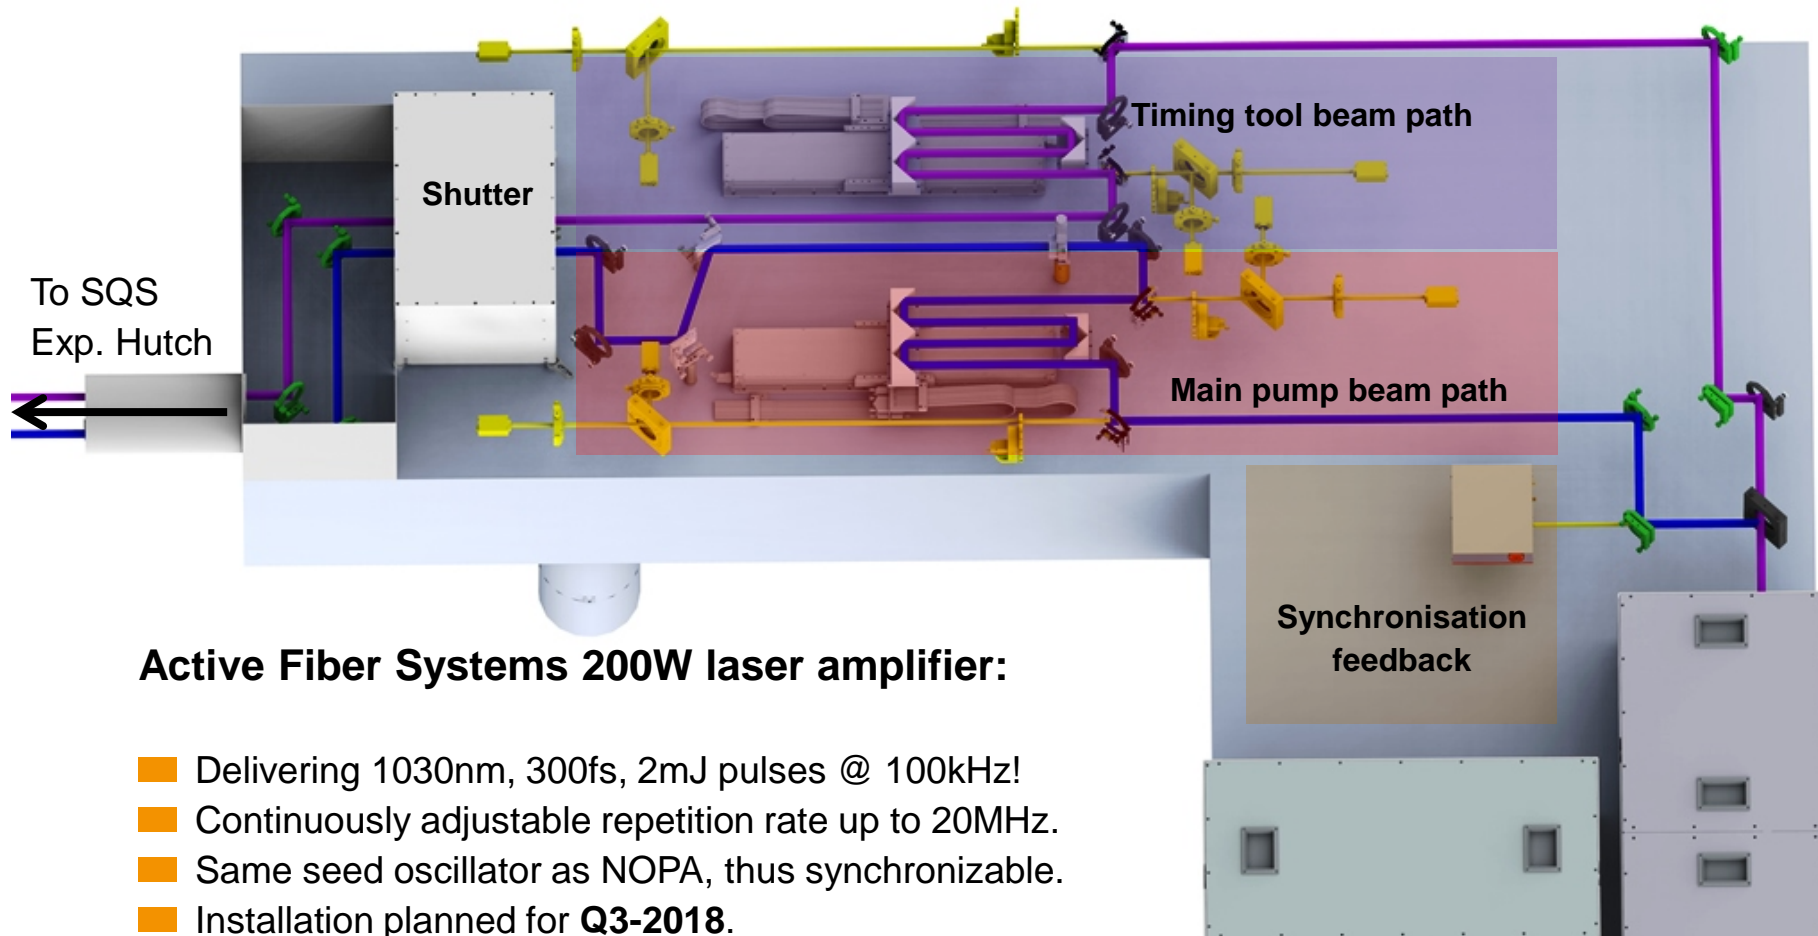 Timing tool beam path
Shutter
To SQS
Exp. Hutch
Main pump beam path
Synchronisation
feedback
Active Fiber Systems 200W laser amplifier:
Delivering 1030nm, 300fs, 2mJ pulses @ 100kHz!
Continuously adjustable repetition rate up to 20MHz.
Same seed oscillator as NOPA, thus synchronizable.
Installation planned for Q3-2018.